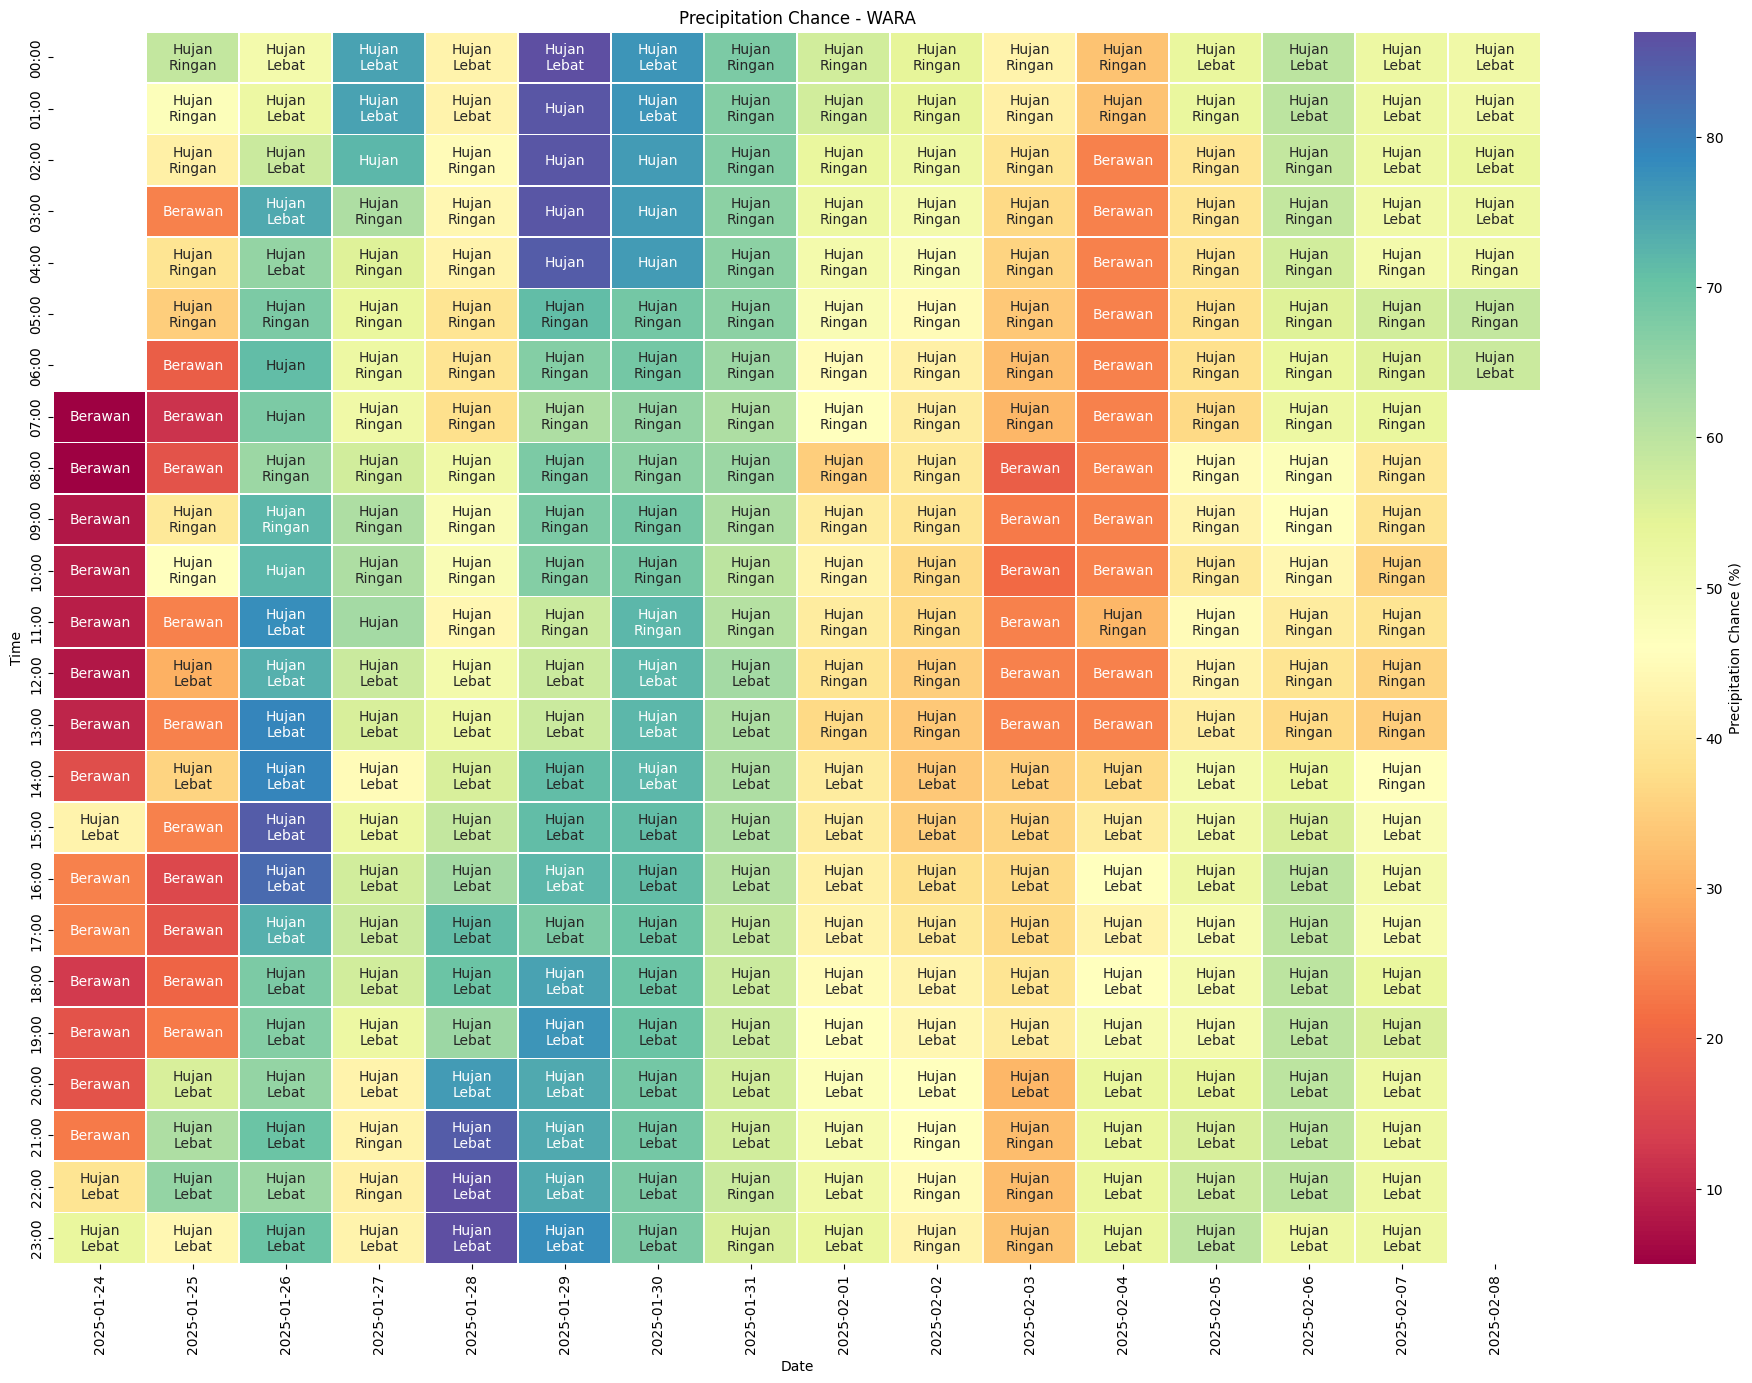 Precipitation Chance - WARA
00:00 Hujan Ringan Hujan Lebat Hujan Lebat Hujan Lebat Hujan Lebat Hujan Lebat Hujan Ringan Hujan Ringan Hujan Ringan Hujan Ringan Hujan Ringan Hujan Lebat Hujan Ringan Hujan Lebat Hujan Lebat
01:00 Hujan Ringan Hujan Lebat Hujan Lebat Hujan Lebat Hujan Hujan Lebat Hujan Ringan Hujan Ringan Hujan Ringan Hujan Ringan Hujan Ringan Hujan Ringan Hujan Lebat Hujan Lebat Hujan Lebat
02:00 Hujan Ringan Hujan Lebat Hujan Hujan Ringan Hujan Hujan Hujan Ringan Hujan Ringan Hujan Ringan Hujan Ringan Berawan Hujan Ringan Hujan Ringan Hujan Lebat Hujan Lebat
03:00 Berawan Hujan Lebat Hujan Ringan Hujan Ringan Hujan Hujan Hujan Ringan Hujan Ringan Hujan Ringan Hujan Ringan Berawan Hujan Ringan Hujan Ringan Hujan Lebat Hujan Lebat
04:00 Hujan Ringan Hujan Lebat Hujan Ringan Hujan Ringan Hujan Hujan Hujan Ringan Hujan Ringan Hujan Ringan Hujan Ringan Berawan Hujan Ringan Hujan Ringan Hujan Ringan Hujan Ringan
05:00 Hujan Ringan Hujan Ringan Hujan Ringan Hujan Ringan Hujan Ringan Hujan Ringan Hujan Ringan Hujan Ringan Hujan Ringan Hujan Ringan Berawan Hujan Ringan Hujan Ringan Hujan Ringan Hujan Ringan
06:00 Berawan Hujan Hujan Ringan Hujan Ringan Hujan Ringan Hujan Ringan Hujan Ringan Hujan Ringan Hujan Ringan Hujan Ringan Berawan Hujan Ringan Hujan Ringan Hujan Ringan Hujan Lebat
07:00 Berawan Berawan Hujan Hujan Ringan Hujan Ringan Hujan Ringan Hujan Ringan Hujan Ringan Hujan Ringan Hujan Ringan Hujan Ringan Berawan Hujan Ringan Hujan Ringan Hujan Ringan
08:00 Berawan Berawan Hujan Ringan Hujan Ringan Hujan Ringan Hujan Ringan Hujan Ringan Hujan Ringan Hujan Ringan Hujan Ringan Berawan Berawan Hujan Ringan Hujan Ringan Hujan Ringan
09:00 Berawan Hujan Ringan Hujan Ringan Hujan Ringan Hujan Ringan Hujan Ringan Hujan Ringan Hujan Ringan Hujan Ringan Hujan Ringan Berawan Berawan Hujan Ringan Hujan Ringan Hujan Ringan
10:00 Berawan Hujan Ringan Hujan Hujan Ringan Hujan Ringan Hujan Ringan Hujan Ringan Hujan Ringan Hujan Ringan Hujan Ringan Berawan Berawan Hujan Ringan Hujan Ringan Hujan Ringan
11:00 Berawan Berawan Hujan Lebat Hujan Hujan Ringan Hujan Ringan Hujan Ringan Hujan Ringan Hujan Ringan Hujan Ringan Berawan Hujan Ringan Hujan Ringan Hujan Ringan Hujan Ringan
12:00 Berawan Hujan Lebat Hujan Lebat Hujan Lebat Hujan Lebat Hujan Lebat Hujan Lebat Hujan Lebat Hujan Ringan Hujan Ringan Berawan Berawan Hujan Ringan Hujan Ringan Hujan Ringan
13:00 Berawan Berawan Hujan Lebat Hujan Lebat Hujan Lebat Hujan Lebat Hujan Lebat Hujan Lebat Hujan Ringan Hujan Ringan Berawan Berawan Hujan Lebat Hujan Ringan Hujan Ringan
14:00 Berawan Hujan Lebat Hujan Lebat Hujan Lebat Hujan Lebat Hujan Lebat Hujan Lebat Hujan Lebat Hujan Lebat Hujan Lebat Hujan Lebat Hujan Lebat Hujan Lebat Hujan Lebat Hujan Ringan
15:00 Hujan Lebat Berawan Hujan Lebat Hujan Lebat Hujan Lebat Hujan Lebat Hujan Lebat Hujan Lebat Hujan Lebat Hujan Lebat Hujan Lebat Hujan Lebat Hujan Lebat Hujan Lebat Hujan Lebat
16:00 Berawan Berawan Hujan Lebat Hujan Lebat Hujan Lebat Hujan Lebat Hujan Lebat Hujan Lebat Hujan Lebat Hujan Lebat Hujan Lebat Hujan Lebat Hujan Lebat Hujan Lebat Hujan Lebat
17:00 Berawan Berawan Hujan Lebat Hujan Lebat Hujan Lebat Hujan Lebat Hujan Lebat Hujan Lebat Hujan Lebat Hujan Lebat Hujan Lebat Hujan Lebat Hujan Lebat Hujan Lebat Hujan Lebat
18:00 Berawan Berawan Hujan Lebat Hujan Lebat Hujan Lebat Hujan Lebat Hujan Lebat Hujan Lebat Hujan Lebat Hujan Lebat Hujan Lebat Hujan Lebat Hujan Lebat Hujan Lebat Hujan Lebat
19:00 Berawan Berawan Hujan Lebat Hujan Lebat Hujan Lebat Hujan Lebat Hujan Lebat Hujan Lebat Hujan Lebat Hujan Lebat Hujan Lebat Hujan Lebat Hujan Lebat Hujan Lebat Hujan Lebat
20:00 Berawan Hujan Lebat Hujan Lebat Hujan Lebat Hujan Lebat Hujan Lebat Hujan Lebat Hujan Lebat Hujan Lebat Hujan Lebat Hujan Lebat Hujan Lebat Hujan Lebat Hujan Lebat Hujan Lebat
21:00 Berawan Hujan Lebat Hujan Lebat Hujan Ringan Hujan Lebat Hujan Lebat Hujan Lebat Hujan Lebat Hujan Lebat Hujan Ringan Hujan Ringan Hujan Lebat Hujan Lebat Hujan Lebat Hujan Lebat
22:00 Hujan Lebat Hujan Lebat Hujan Lebat Hujan Ringan Hujan Lebat Hujan Lebat Hujan Lebat Hujan Ringan Hujan Lebat Hujan Ringan Hujan Ringan Hujan Lebat Hujan Lebat Hujan Lebat Hujan Lebat
23:00 Hujan Lebat Hujan Lebat Hujan Lebat Hujan Lebat Hujan Lebat Hujan Lebat Hujan Lebat Hujan Ringan Hujan Lebat Hujan Ringan Hujan Ringan Hujan Lebat Hujan Lebat Hujan Lebat Hujan Lebat
Time
2025-01-24 2025-01-25 2025-01-26 2025-01-27 2025-01-28 2025-01-29 2025-01-30 2025-01-31 2025-02-01 2025-02-02 2025-02-03 2025-02-04 2025-02-05 2025-02-06 2025-02-07 2025-02-08
Date
80
70
60
50
40
30
20
10
Precipitation Chance (%)